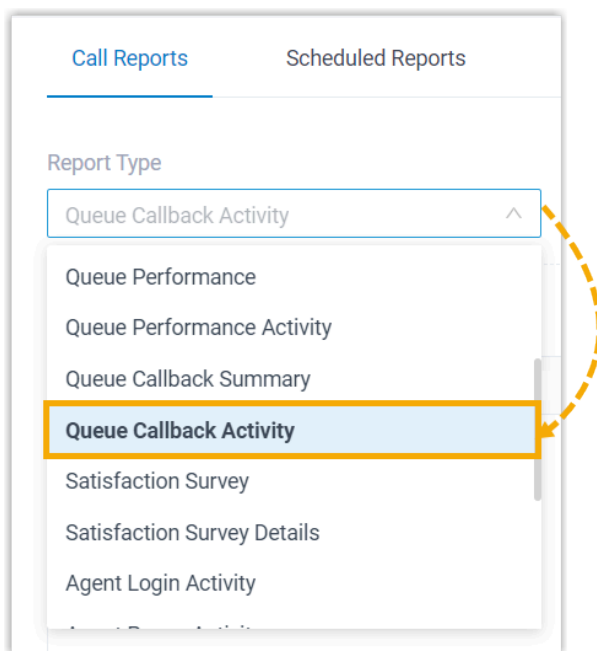 Call Reports Scheduled Reports
Report Type
Queue Callback Activity
Queue Performance
Queue Performance Activity
Queue Callback Summary
Queue Callback Activity
Satisfaction Survey
Satisfaction Survey Details
Agent Login Activity